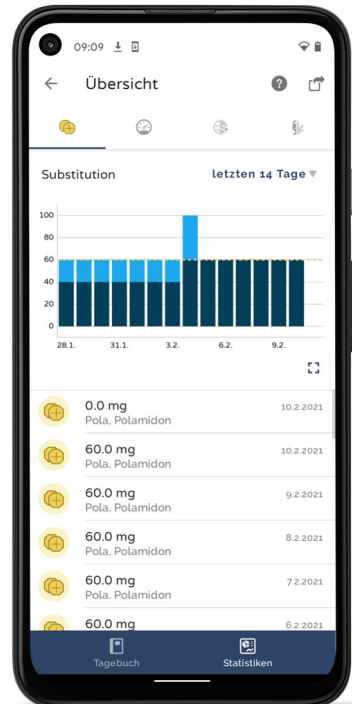 09:09
Übersicht
Substitution
letzten 14 Tage
100
80
60
40
20
0
28.1. 31.1. 3.2. 6.2. 9.2.
0.0 mg 10.2.2021
Pola, Polamidon
60.0 mg 10.2.2021
Pola, Polamidon
60.0 mg 9.2.2021
Pola, Polamidon
60.0 mg 8.2.2021
Pola, Polamidon
60.0 mg 7.2.2021
Pola, Polamidon
60.0 mg 6.2.2021
Tagebuch Statistiken